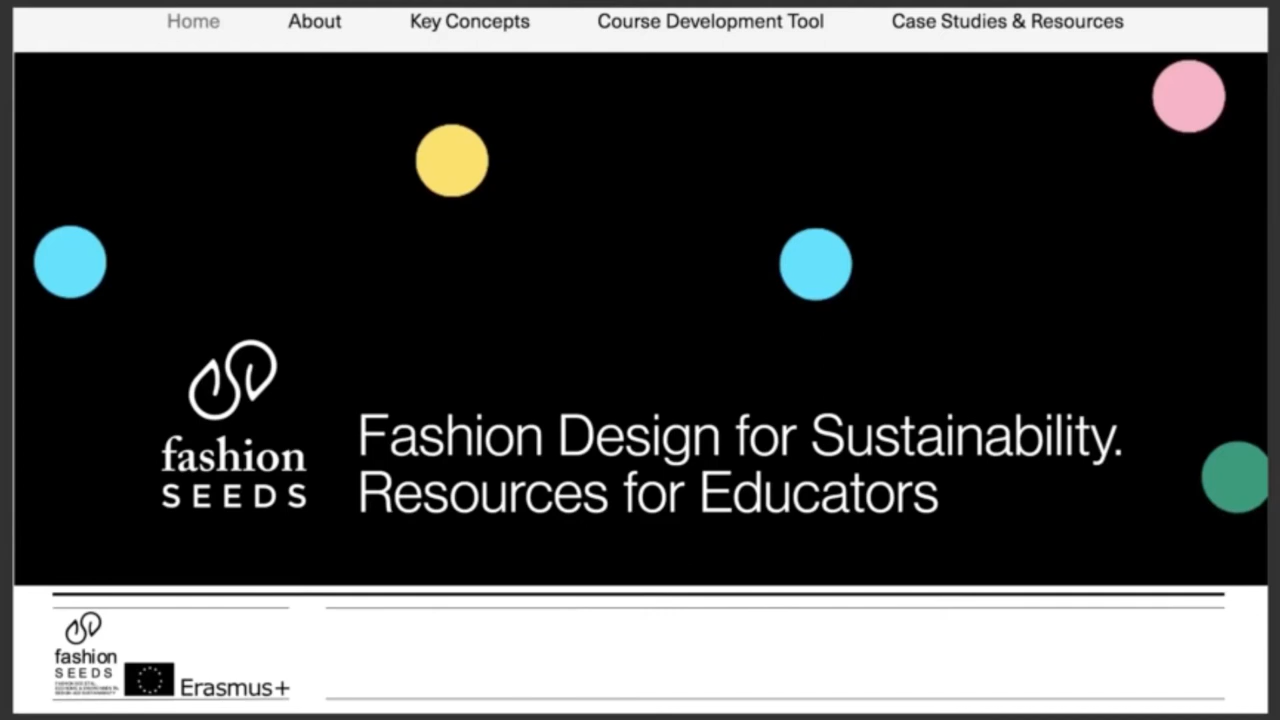 Home About Key Concepts Course Development Tool Case Studies & Resources
fashion
SEEDS
Fashion Design for Sustainability.
Resources for Educators
fashion
SEEDS
Erasmus+